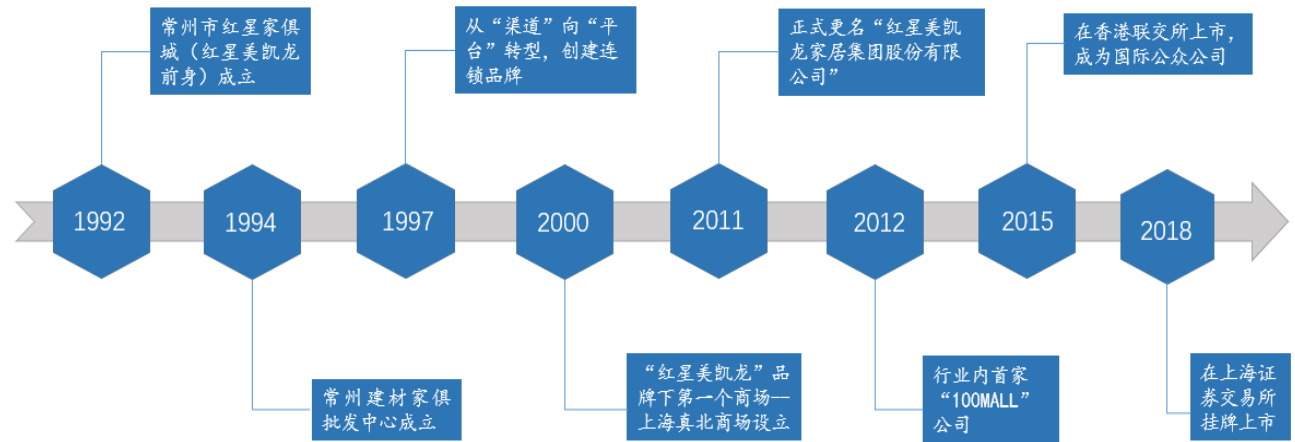 常州市红星家俱
城（红星美凯龙
前身）成立
从“渠道”向“平
台”转型，创建连
锁品牌
正式更名“红星美凯
龙家居集团股份有限
公司”
在香港联交所上市，
成为国际公众公司
1992
1994
1997
2000
2011
2012
2015
2018
常州建材家俱
批发中心成立
“红星美凯龙”品
牌下第一个商场——
上海真北商场设立
行业内首家
“100MALL”
公司
在上海证
券交易所
挂牌上市